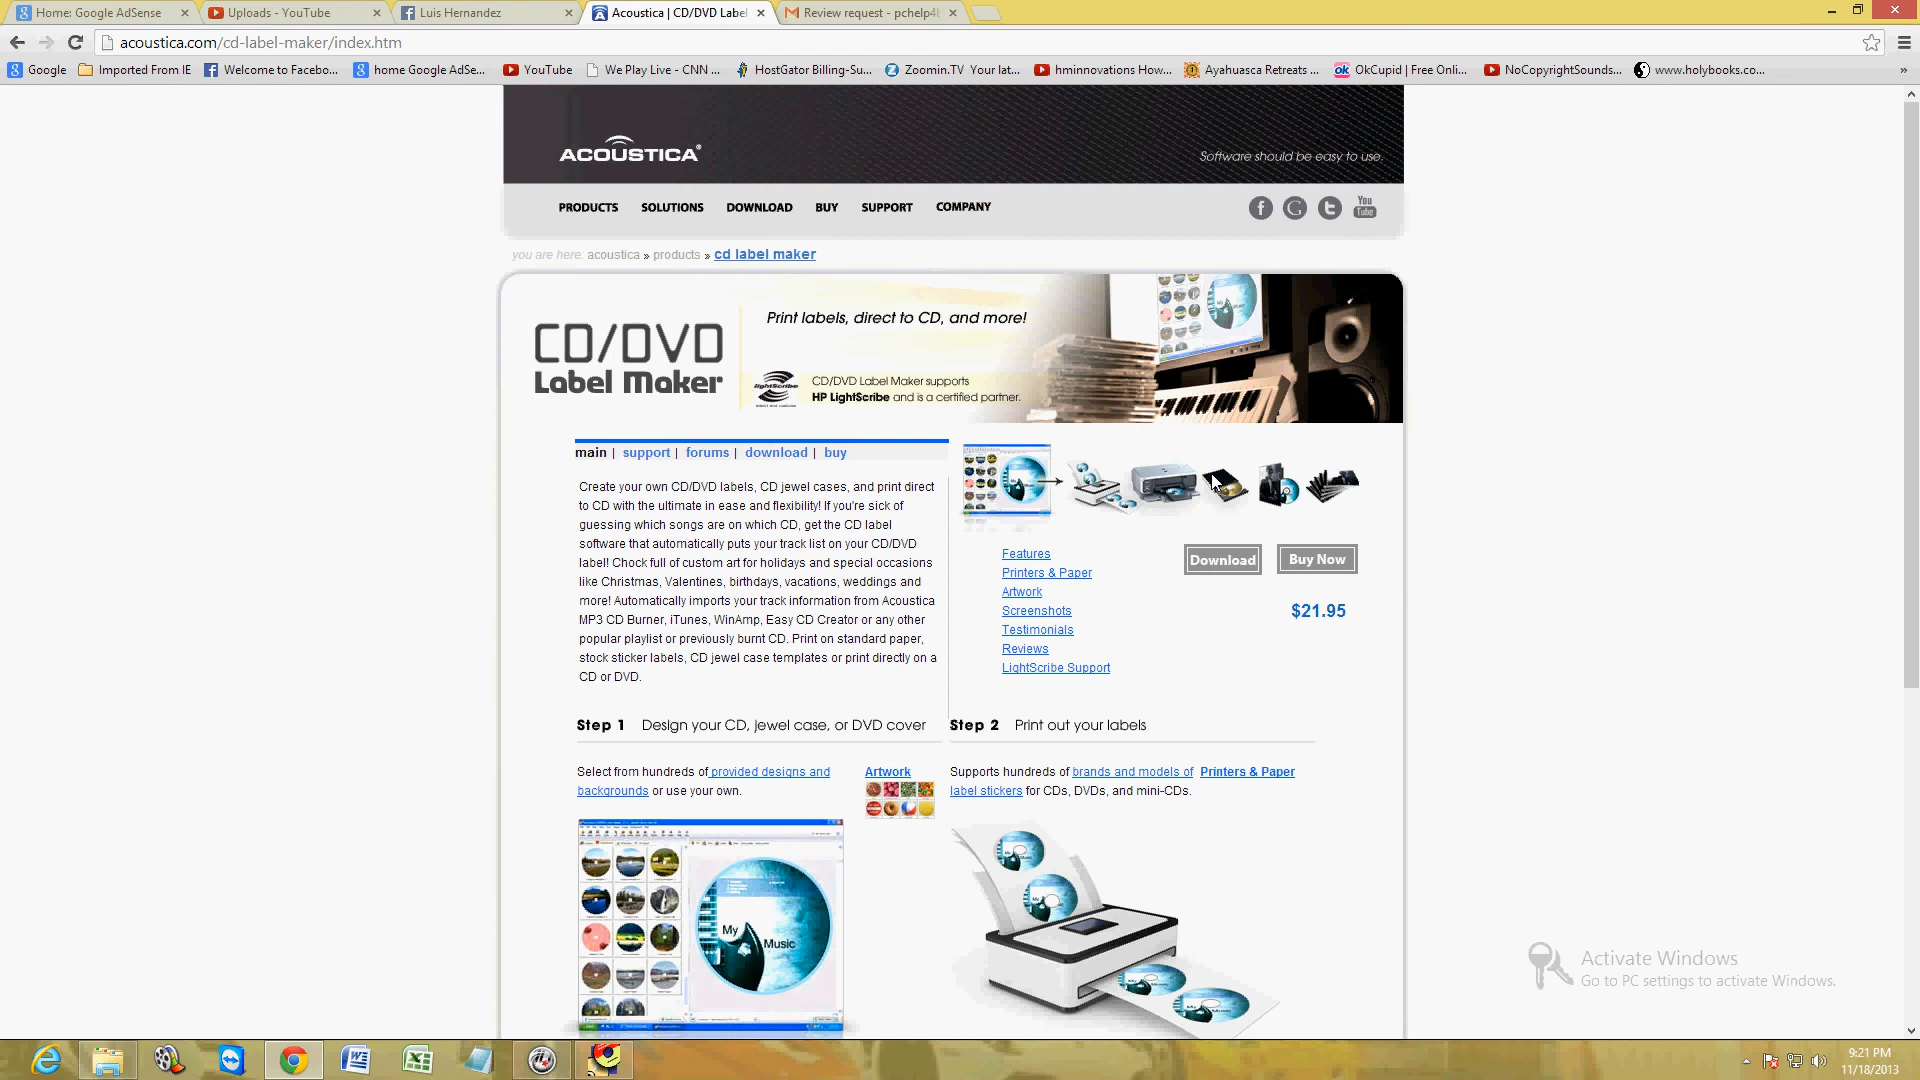 Home: Google AdSense
Uploads - YouTube
Luis Hernandez
Acoustica | CD/DVD Label
Review request - pchelp4
acoustica.com/cd-label-maker/index.htm
Google
Imported From IE
Welcome to Facebo...
home Google AdSe...
YouTube
We Play Live - CNN ...
HostGator Billing-Su...
Zoomin.TV Your lat...
hminnovations How...
Ayahuasca Retreats ...
OkCupid | Free Onli...
NoCopyrightSounds...
www.holybooks.co...
ACOUSTICA®
Software should be easy to use.
PRODUCTS SOLUTIONS DOWNLOAD BUY SUPPORT COMPANY
You Tube
you are here: acoustica » products » cd label maker
Print labels, direct to CD, and more!
CD/DVD
Label Maker
lightScribe
CD/DVD Label Maker supports
HP LightScribe and is a certified partner.
main | support | forums | download | buy
Create your own CD/DVD labels, CD jewel cases, and print direct
to CD with the ultimate in ease and flexibility! If you're sick of
guessing which songs are on which CD, get the CD label
software that automatically puts your track list on your CD/DVD
label! Chock full of custom art for holidays and special occasions
like Christmas, Valentines, birthdays, vacations, weddings and
more! Automatically imports your track information from Acoustica
MP3 CD Burner, iTunes, WinAmp, Easy CD Creator or any other
popular playlist or previously burnt CD. Print on standard paper,
stock sticker labels, CD jewel case templates or print directly on a
CD or DVD.
Features
Printers & Paper
Artwork
Screenshots
Testimonials
Reviews
LightScribe Support
Download
Buy Now
$21.95
Step 1 Design your CD, jewel case, or DVD cover
Select from hundreds of provided designs and
backgrounds or use your own.
Artwork
My Music
Step 2 Print out your labels
Supports hundreds of brands and models of
label stickers for CDs, DVDs, and mini-CDs.
Printers & Paper
Activate Windows
Go to PC settings to activate Windows.
9:21 PM
11/18/2013